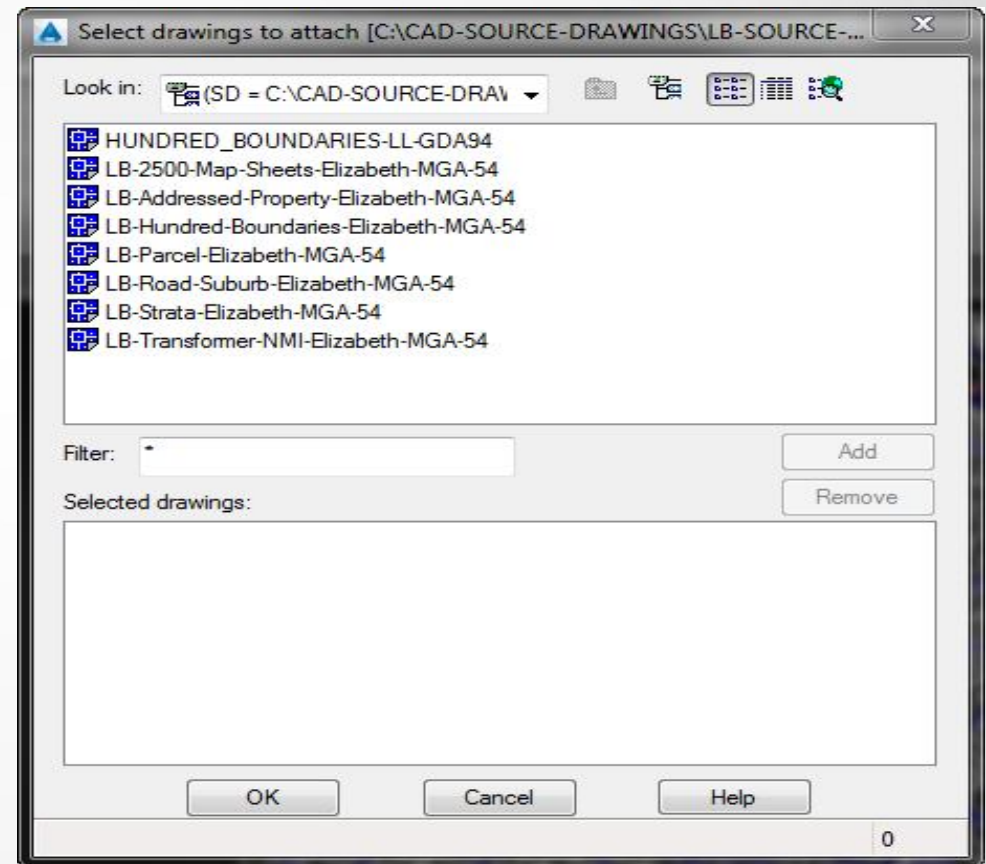 Select drawings to attach [C:\CAD-SOURCE-DRAWINGS\LB-SOURCE-...
Look in: (SD = C:\CAD-SOURCE-DRA\
HUNDRED_BOUNDARIES-LL-GDA94
LB-2500-Map-Sheets-Elizabeth-MGA-54
LB-Addressed-Property-Elizabeth-MGA-54
LB-Hundred-Boundaries-Elizabeth-MGA-54
LB-Parcel-Elizabeth-MGA-54
LB-Road-Suburb-Elizabeth-MGA-54
LB-Strata-Elizabeth-MGA-54
LB-Transformer-NMI-Elizabeth-MGA-54
Filter: * Add
Selected drawings: Remove
OK Cancel Help
0